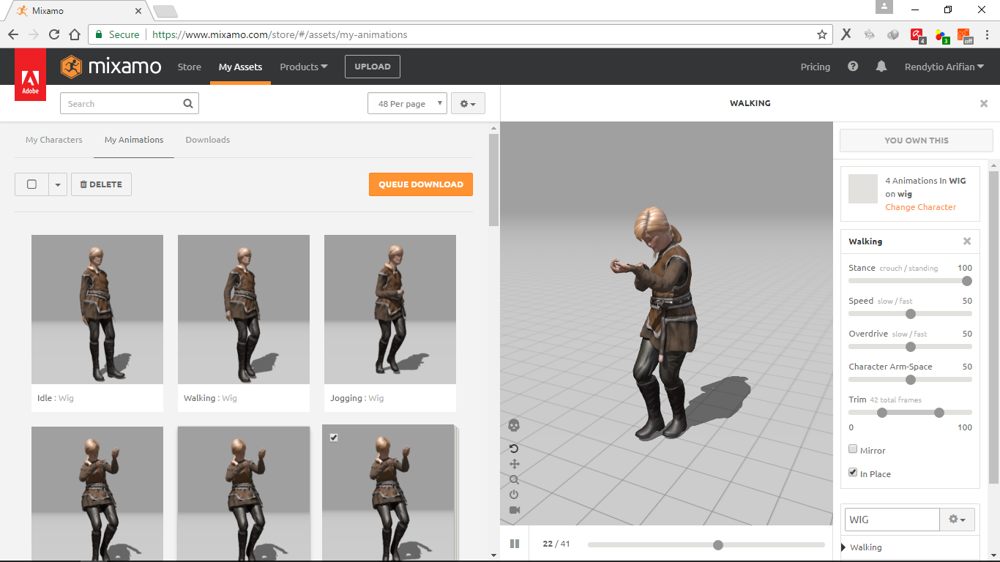 Mixamo
Secure
https://www.mixamo.com/store/#/assets/my-animations
4
3
off
Adobe
mixamo
Store
My Assets
Products
UPLOAD
Pricing
Rendytio Arifian
Search
48 Per page
WALKING
My Characters
My Animations
Downloads
DELETE
QUEUE DOWNLOAD
Idle : Wig
Walking : Wig
Jogging : Wig
22 / 41
YOU OWN THIS
4 Animations In WIG
on wig
Change Character
Walking
Stance crouch / standing 100
Speed slow / fast 50
Overdrive slow / fast 50
Character Arm-Space 50
Trim 42 total frames
0 100
Mirror
In Place
WIG
Walking